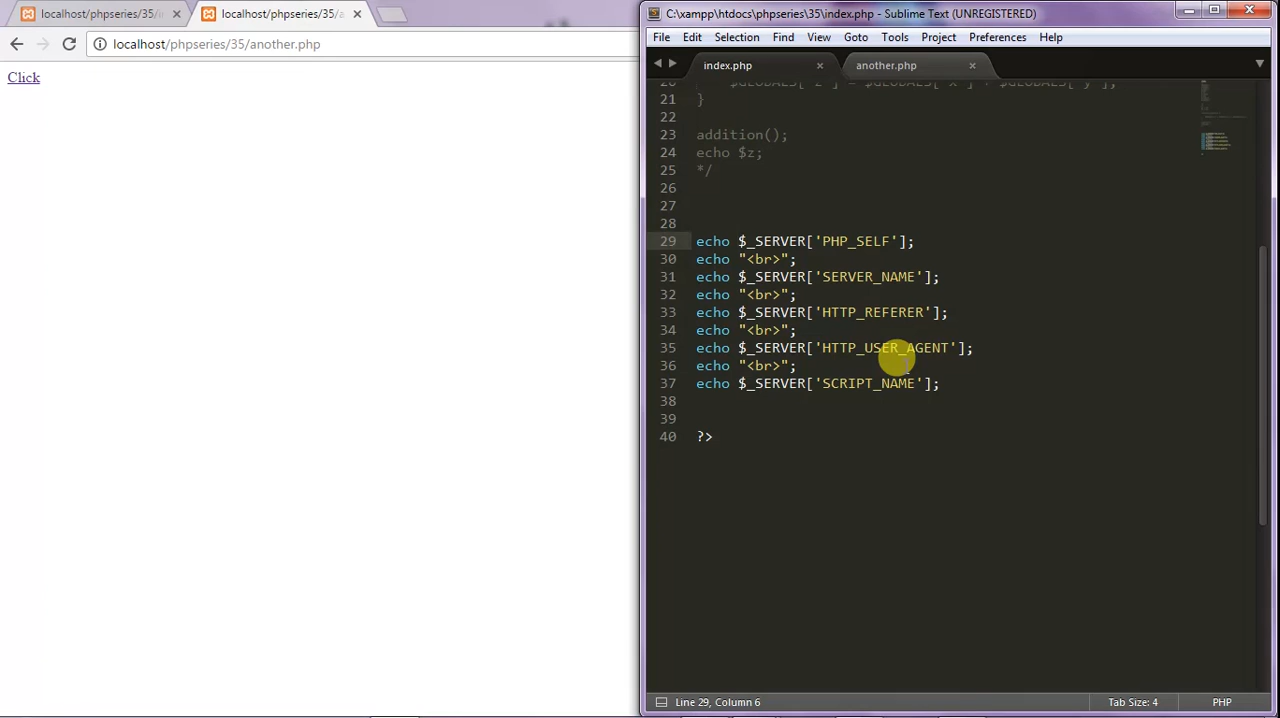 localhost/phpseries/35/i
localhost/phpseries/35/a
localhost/phpseries/35/another.php
Click
C:\xampp\htdocs\phpseries\35\index.php - Sublime Text (UNREGISTERED)
File Edit Selection Find View Goto Tools Project Preferences Help
index.php
another.php
20 $GLOBALS['z'] = $GLOBALS['x'] + $GLOBALS['y'];
21 }
22
23 addition();
24 echo $z;
25 */
26
27
28
29 echo $_SERVER['PHP_SELF'];
30 echo "<br>";
31 echo $_SERVER['SERVER_NAME'];
32 echo "<br>";
33 echo $_SERVER['HTTP_REFERER'];
34 echo "<br>";
35 echo $_SERVER['HTTP_USER_AGENT'];
36 echo "<br>";
37 echo $_SERVER['SCRIPT_NAME'];
38
39
40 ?>
Line 29, Column 6
Tab Size: 4
PHP